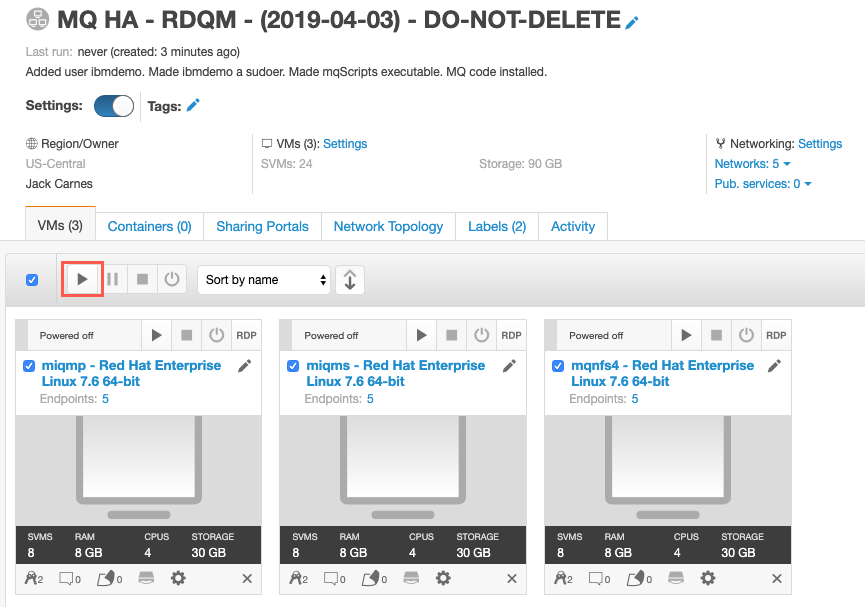 MQ HA - RDQM - (2019-04-03) - DO-NOT-DELETE
Last run: never (created: 3 minutes ago)
Added user ibmdemo. Made ibmdemo a sudoer. Made mqScripts executable. MQ code installed.
Settings: Tags:
Region/Owner VMs (3): Settings Networking: Settings
US-Central SVMs: 24 Storage: 90 GB Networks: 5
Jack Carnes Pub. services: 0
VMs (3) Containers (0) Sharing Portals Network Topology Labels (2) Activity
Sort by name
Powered off RDP Powered off RDP Powered off RDP
miqmp - Red Hat Enterprise miqms - Red Hat Enterprise mqnfs4 - Red Hat Enterprise
Linux 7.6 64-bit Linux 7.6 64-bit Linux 7.6 64-bit
Endpoints: 5 Endpoints: 5 Endpoints: 5
SVMS RAM CPUS STORAGE SVMS RAM CPUS STORAGE SVMS RAM CPUS STORAGE
8 8 GB 4 30 GB 8 8 GB 4 30 GB 8 8 GB 4 30 GB
2 0 0 2 0 0 2 0 0